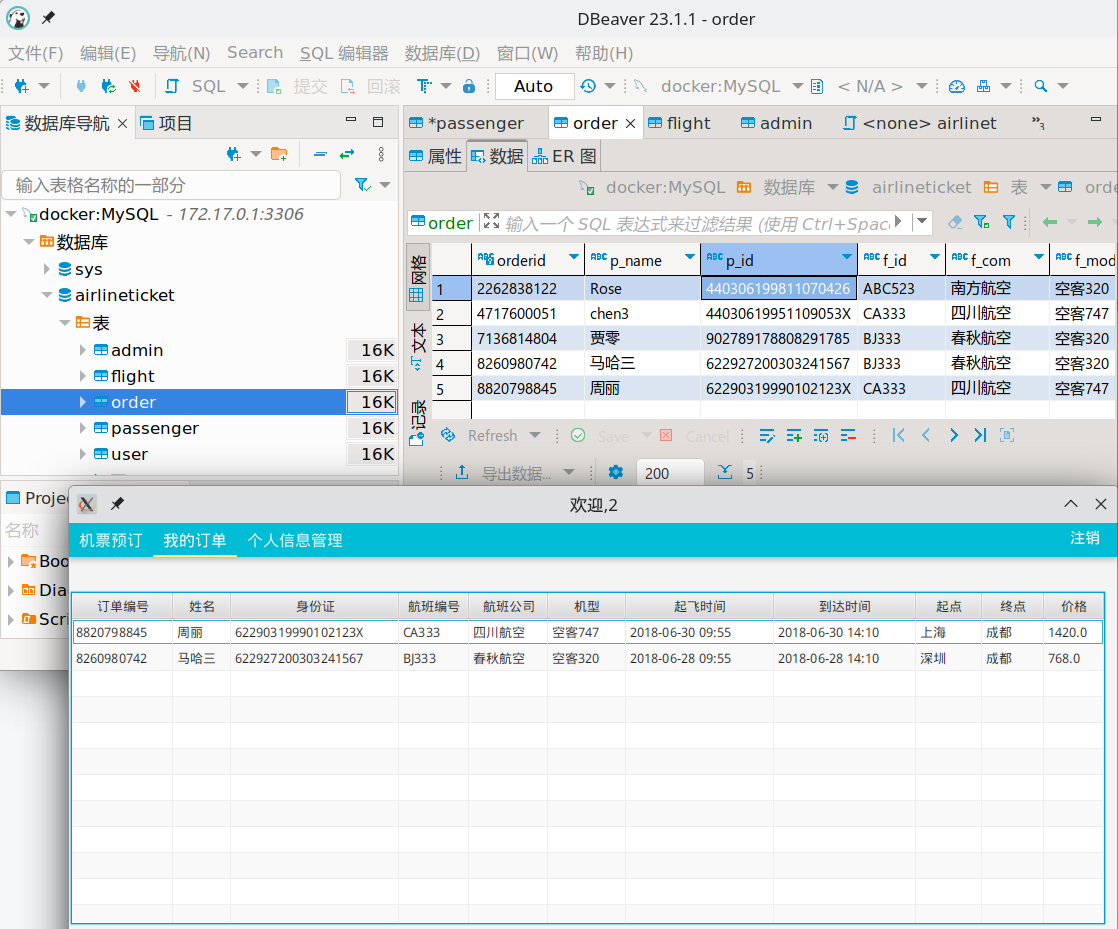 DBeaver 23.1.1 - order
文件(F) 编辑(E) 导航(N) Search SQL 编辑器 数据库(D) 窗口(W) 帮助(H)
SQL 提交 回滚 Auto docker:MySQL < N/A >
数据库导航 项目
输入表格名称的一部分
docker:MySQL - 172.17.0.1:3306
数据库
sys
airlineticket
表
admin 16K
flight 16K
order 16K
passenger 16K
user 16K
*passenger order flight admin <none> airlinet »3
属性 数据 ER 图
docker:MySQL 数据库 airlineticket 表 orde
order 输入一个 SQL 表达式来过滤结果 (使用 Ctrl+Spac
网格
文本
记录
orderid p_name p_id f_id f_com f_mod
1 2262838122 Rose 440306199811070426 ABC523 南方航空 空客320
2 4717600051 chen3 44030619951109053X CA333 四川航空 空客747
3 7136814804 贾零 902789178808291785 BJ333 春秋航空 空客320
4 8260980742 马哈三 622927200303241567 BJ333 春秋航空 空客320
5 8820798845 周丽 62290319990102123X CA333 四川航空 空客747
Refresh Save Cancel
导出数据... 200 5
Proje
名称
Boo
Dia
Scri
欢迎,2
机票预订 我的订单 个人信息管理 注销
订单编号 姓名 身份证 航班编号 航班公司 机型 起飞时间 到达时间 起点 终点 价格
8820798845 周丽 62290319990102123X CA333 四川航空 空客747 2018-06-30 09:55 2018-06-30 14:10 上海 成都 1420.0
8260980742 马哈三 622927200303241567 BJ333 春秋航空 空客320 2018-06-28 09:55 2018-06-28 14:10 深圳 成都 768.0